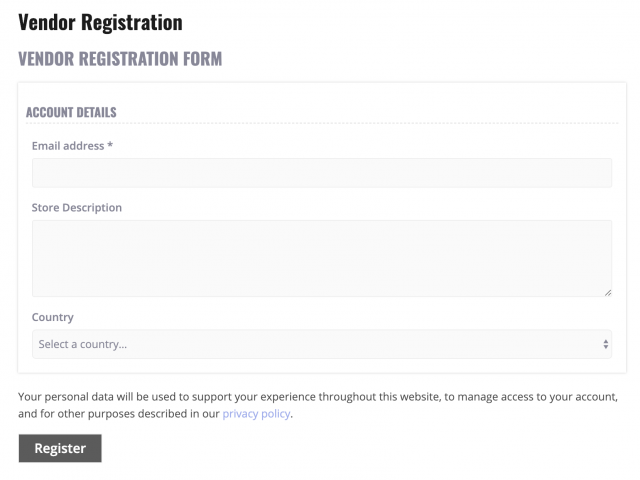 Vendor Registration
VENDOR REGISTRATION FORM
ACCOUNT DETAILS
Email address *
Store Description
Country
Select a country...
Your personal data will be used to support your experience throughout this website, to manage access to your account,
and for other purposes described in our privacy policy.
Register